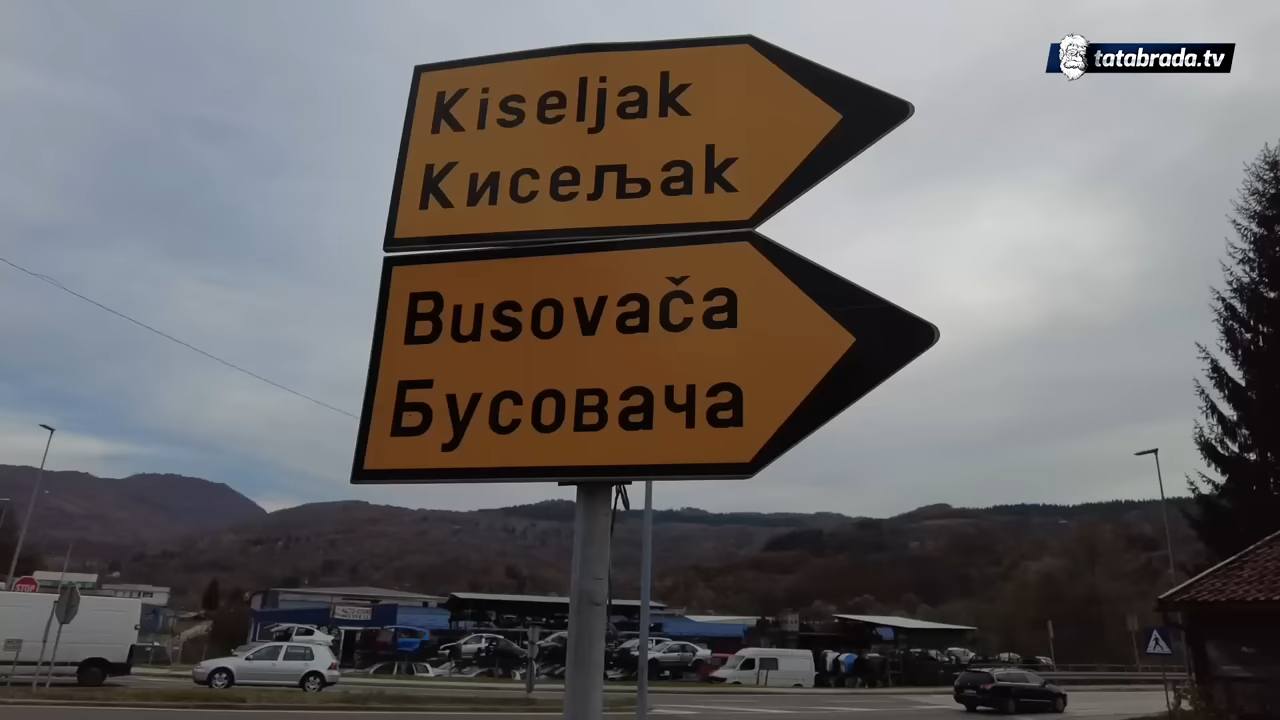 tatabrada.tv
Kiseljak
Кисељак
Busovača
Бусовача
STOP